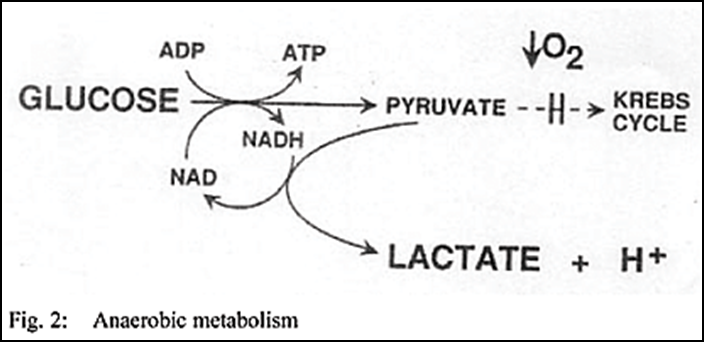 ADP ATP ↓O2
GLUCOSE PYRUVATE --H-> KREBS
CYCLE
NADH
NAD
LACTATE + H+
Fig. 2: Anaerobic metabolism